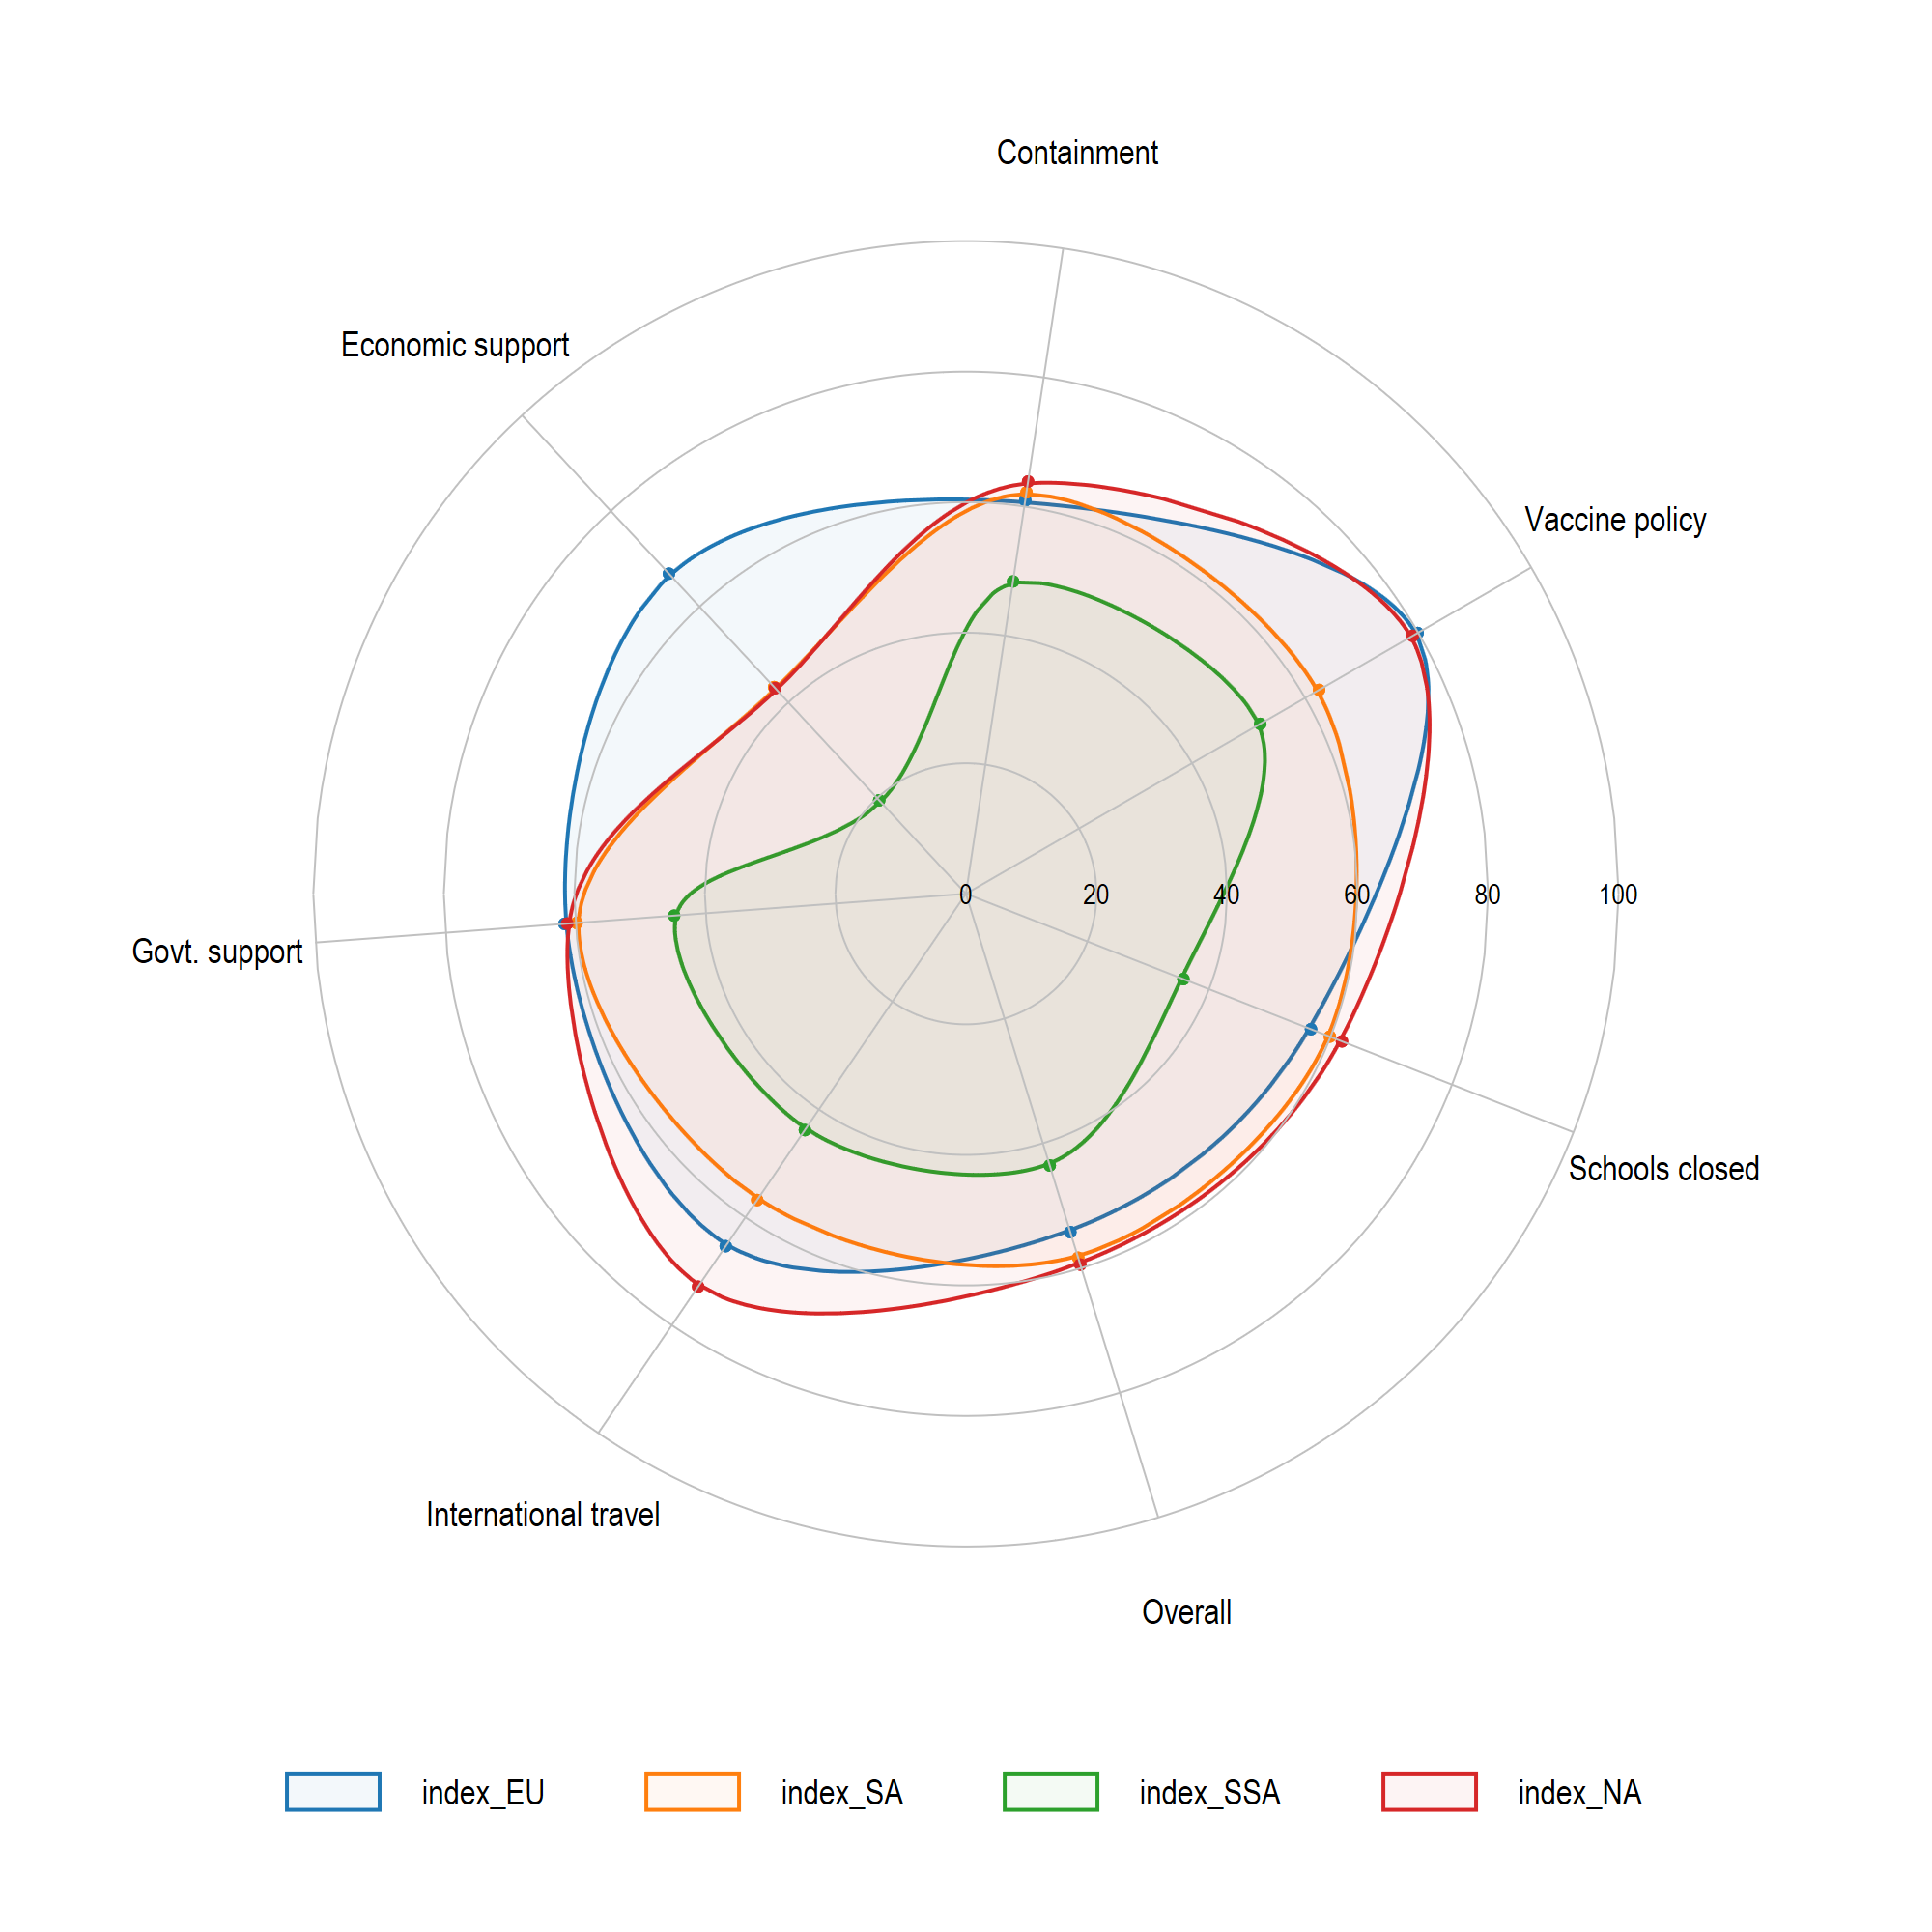 Containment
Economic support
Vaccine policy
0 20 40 60 80 100
Govt. support
Schools closed
International travel
Overall
index_EU index_SA index_SSA index_NA